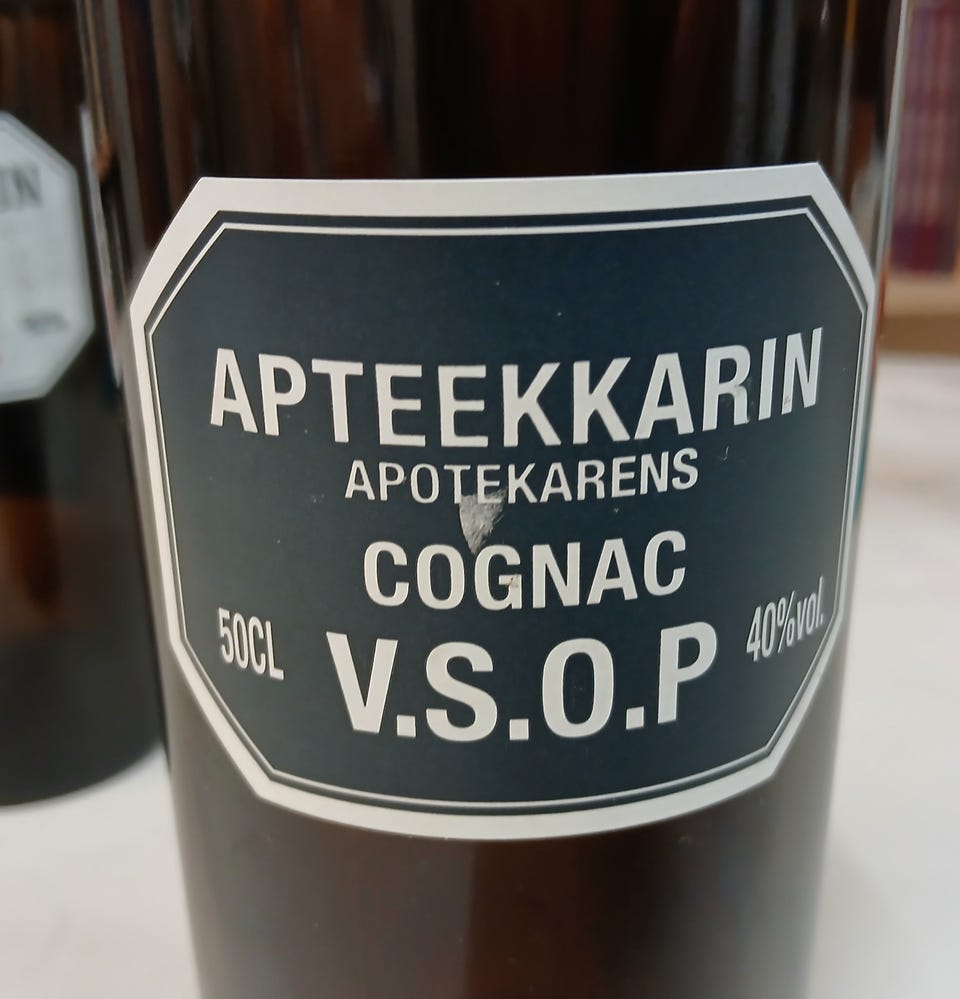 APTEEKKARIN
APOTEKARENS
COGNAC
50CL V.S.O.P 40%vol.